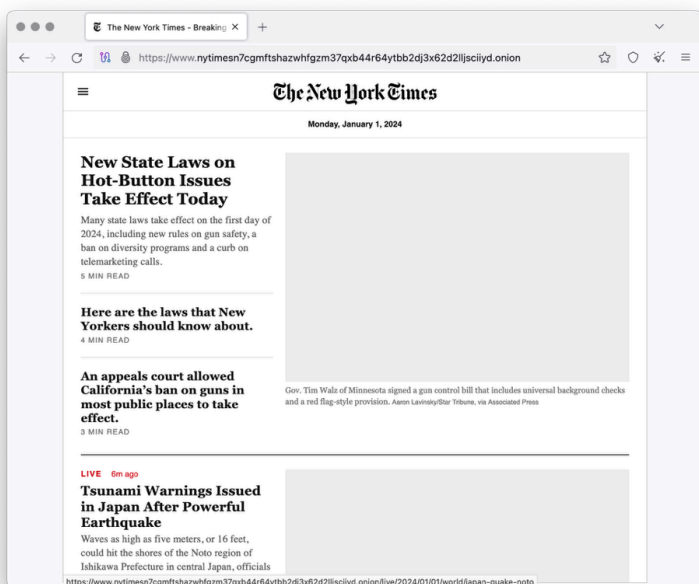 The New York Times - Breaking
https://www.nytimesn7cgmftshazwhfgzm37qxb44r64ytbb2dj3x62d2lljsciiyd.onion
The New York Times
Monday, January 1, 2024
New State Laws on
Hot-Button Issues
Take Effect Today
Many state laws take effect on the first day of
2024, including new rules on gun safety, a
ban on diversity programs and a curb on
telemarketing calls.
5 MIN READ
Here are the laws that New
Yorkers should know about.
4 MIN READ
An appeals court allowed
California’s ban on guns in
most public places to take
effect.
3 MIN READ
Gov. Tim Walz of Minnesota signed a gun control bill that includes universal background checks
and a red flag-style provision. Aaron Lavinsky/Star Tribune, via Associated Press
LIVE 6m ago
Tsunami Warnings Issued
in Japan After Powerful
Earthquake
Waves as high as five meters, or 16 feet,
could hit the shores of the Noto region of
Ishikawa Prefecture in central Japan, officials
https://www.nytimesn7cgmftshazwhfgzm37qxb44r64ytbb2dj3x62d2lljsciiyd.onion/live/2024/01/01/world/japan-quake-noto